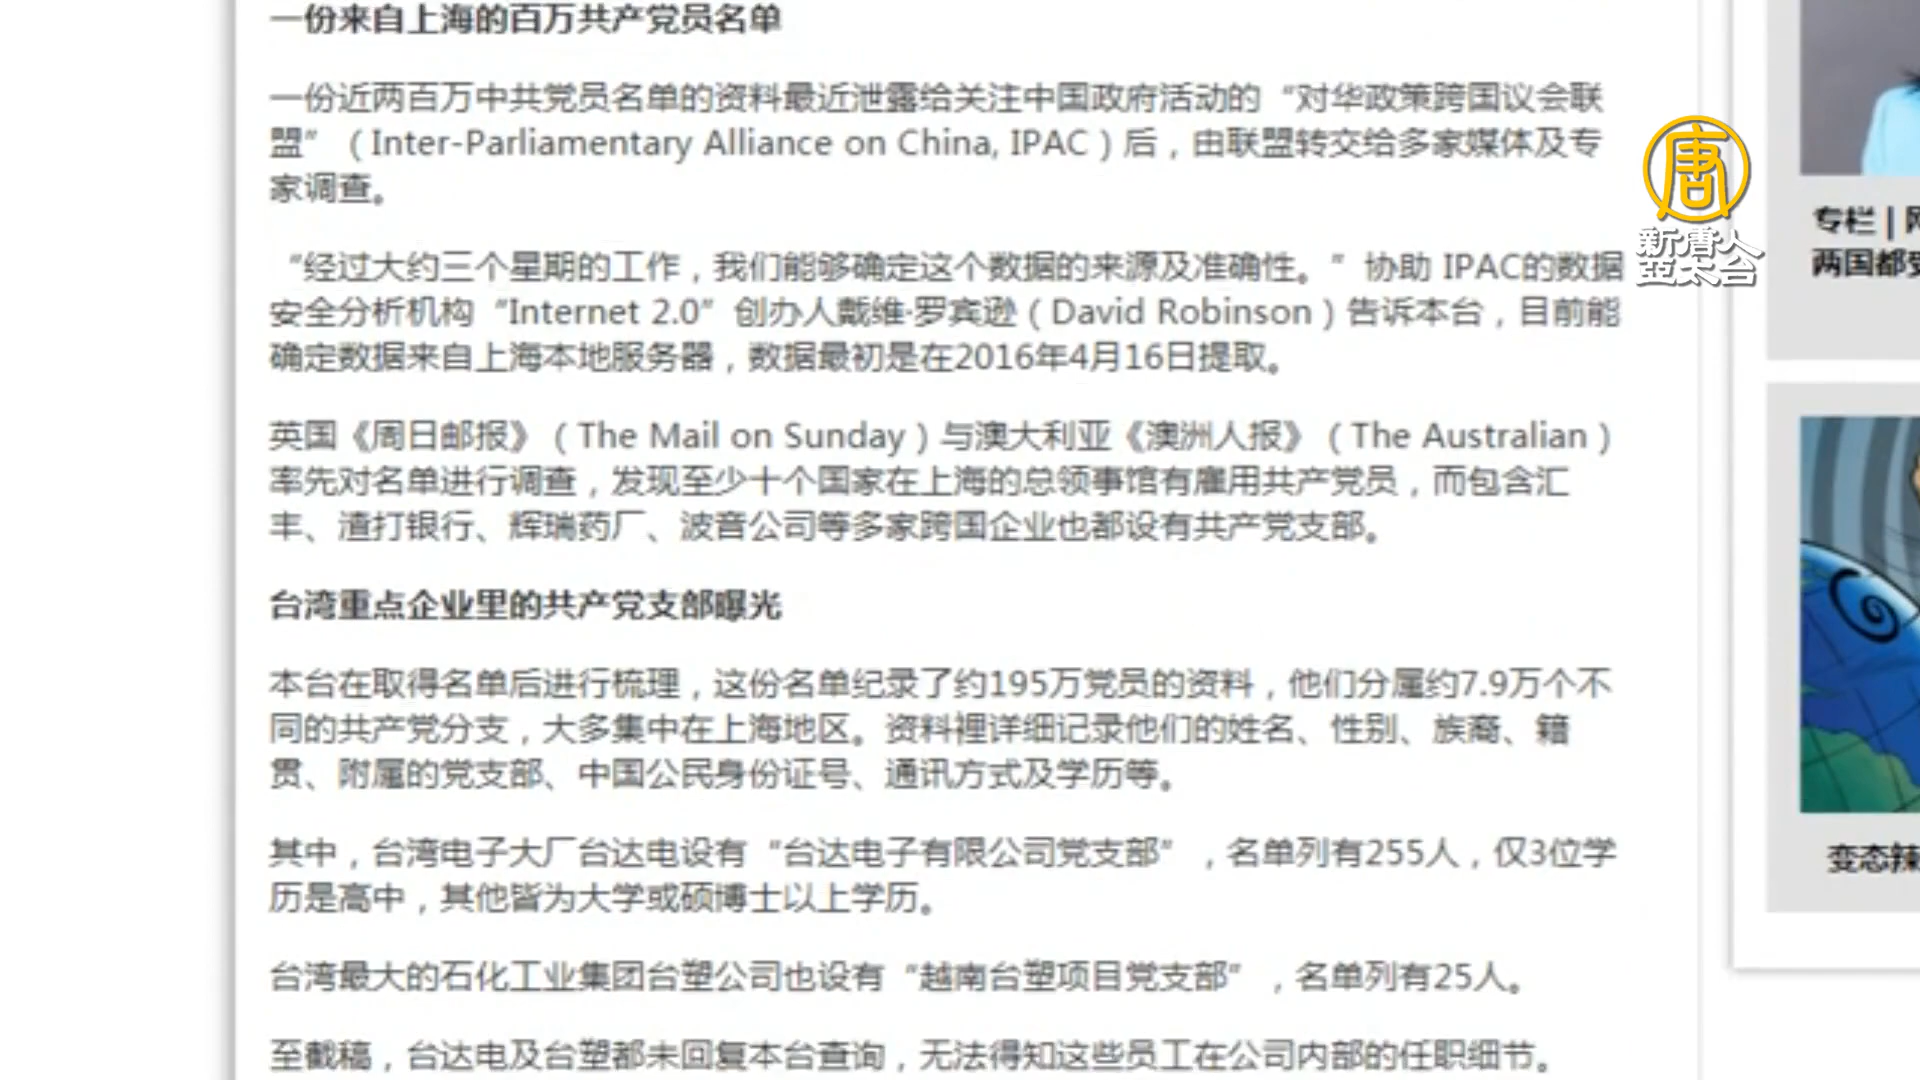 一份来自上海的百万共产党员名单
一份近两百万中共党员名单的资料最近泄露给关注中国政府活动的“对华政策跨国议会联
盟”（Inter-Parliamentary Alliance on China, IPAC）后，由联盟转交给多家媒体及专
家调查。
“经过大约三个星期的工作，我们能够确定这个数据的来源及准确性。”协助 IPAC的数据
安全分析机构“Internet 2.0”创办人戴维·罗宾逊（David Robinson）告诉本台，目前能
确定数据来自上海本地服务器，数据最初是在2016年4月16日提取。
英国《周日邮报》（The Mail on Sunday）与澳大利亚《澳洲人报》（The Australian）
率先对名单进行调查，发现至少十个国家在上海的总领事馆有雇用共产党员，而包含汇
丰、渣打银行、辉瑞药厂、波音公司等多家跨国企业也都设有共产党支部。
台湾重点企业里的共产党支部曝光
本台在取得名单后进行梳理，这份名单纪录了约195万党员的资料，他们分属约7.9万个不
同的共产党分支，大多集中在上海地区。资料裡详细记录他们的姓名、性别、族裔、籍
贯、附属的党支部、中国公民身份证号、通讯方式及学历等。
其中，台湾电子大厂台达电设有“台达电子有限公司党支部”，名单列有255人，仅3位学
历是高中，其他皆为大学或硕博士以上学历。
台湾最大的石化工业集团台塑公司也设有“越南台塑项目党支部”，名单列有25人。
至截稿，台达电及台塑都未回复本台查询，无法得知这些员工在公司内部的任职细节。
唐
新唐人
亞太台
专栏 | 网
两国都受
变态辣